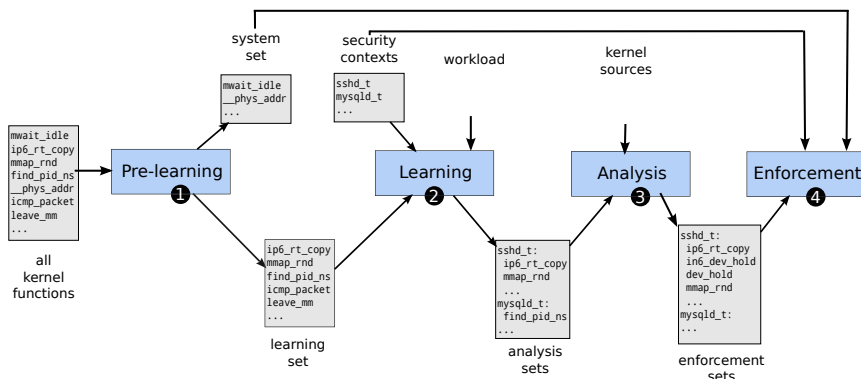 system
set
security
contexts
workload
kernel
sources
mwait_idle
__phys_addr
...
sshd_t
mysqld_t
...
mwait_idle
ip6_rt_copy
mmap_rnd
find_pid_ns
__phys_addr
icmp_packet
leave_mm
...
all
kernel
functions
Pre-learning
1
Learning
2
Analysis
3
Enforcement
4
ip6_rt_copy
mmap_rnd
find_pid_ns
icmp_packet
leave_mm
...
learning
set
sshd_t:
ip6_rt_copy
mmap_rnd
...
mysqld_t:
find_pid_ns
...
analysis
sets
sshd_t:
ip6_rt_copy
in6_dev_hold
dev_hold
mmap_rnd
...
mysqld_t:
...
enforcement
sets